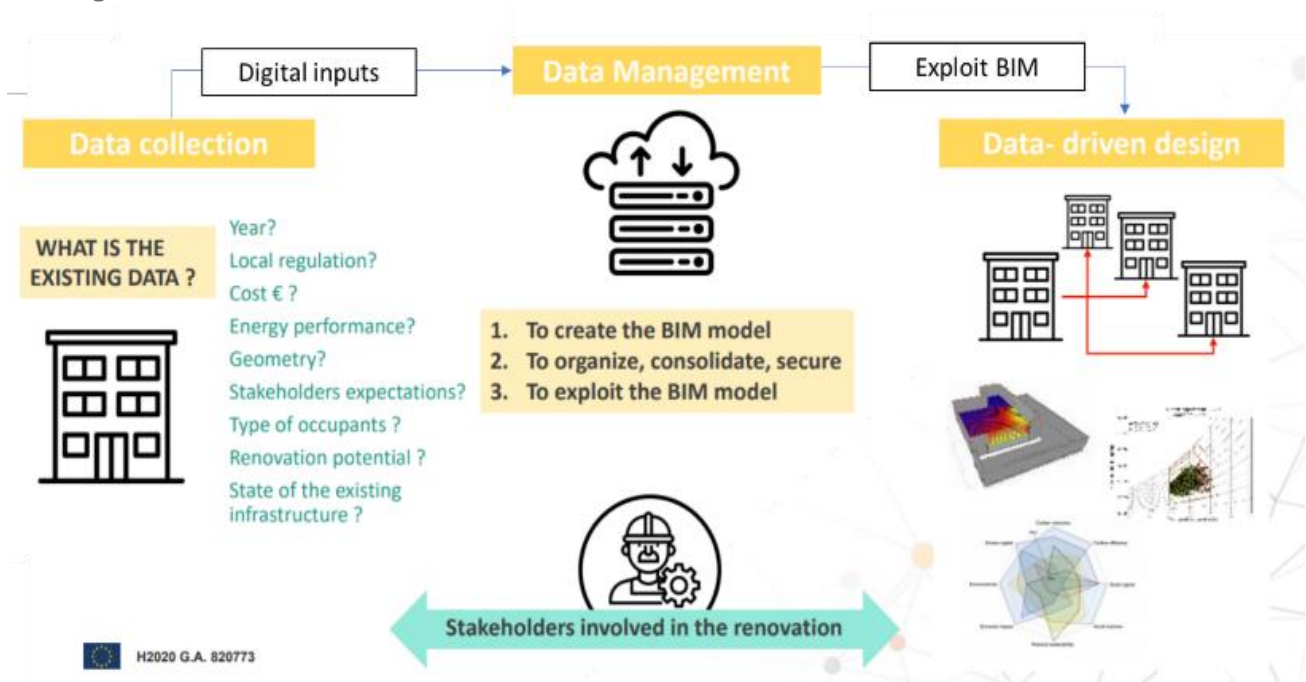 Digital inputs
Data Management
Exploit BIM
Data collection
Data- driven design
WHAT IS THE
EXISTING DATA ?
Year?
Local regulation?
Cost € ?
Energy performance?
Geometry?
Stakeholders expectations?
Type of occupants ?
Renovation potential ?
State of the existing
infrastructure ?
1. To create the BIM model
2. To organize, consolidate, secure
3. To exploit the BIM model
Stakeholders involved in the renovation
H2020 G.A. 820773